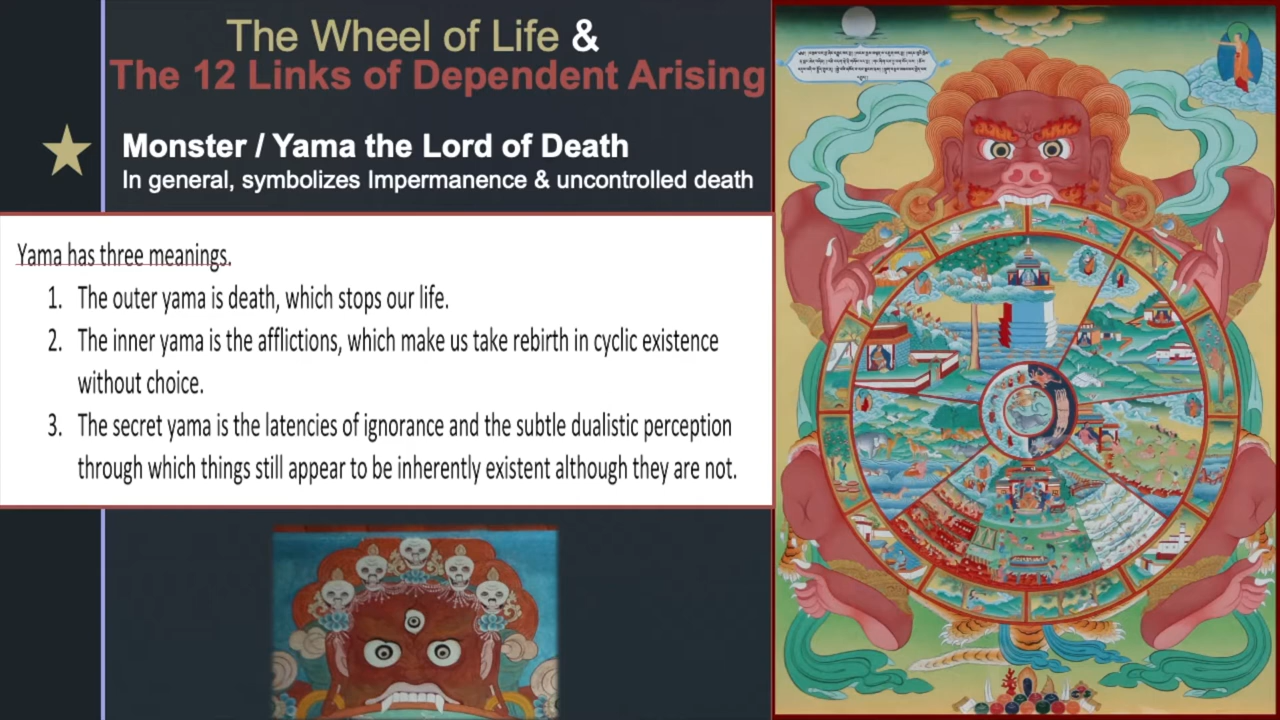 The Wheel of Life &
The 12 Links of Dependent Arising
Monster / Yama the Lord of Death
In general, symbolizes Impermanence & uncontrolled death
Yama has three meanings.
1. The outer yama is death, which stops our life.
2. The inner yama is the afflictions, which make us take rebirth in cyclic existence
without choice.
3. The secret yama is the latencies of ignorance and the subtle dualistic perception
through which things still appear to be inherently existent although they are not.